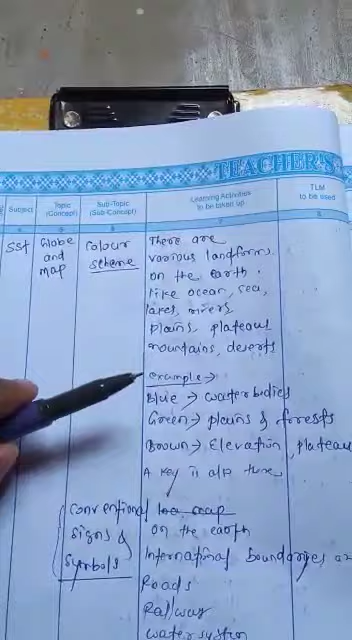 TEACHER'S
Subject
Topic
(Concept)
Sub-Topic
(Sub-Concept)
Learning Activities
to be taken up
TLM
to be used
SSt
Globe
and
map
Colour
scheme
There are
various landforms
on the earth.
like ocean, sea,
lakes, rivers
plains, plateous
mountains, deserts
example →
Blue → waterbodies
Green → plains & forests
Brown → Elevation, plateau
A key is also there
Conventional
signs &
symbols
on the earth
International boundaries
Roads
Railway
water system